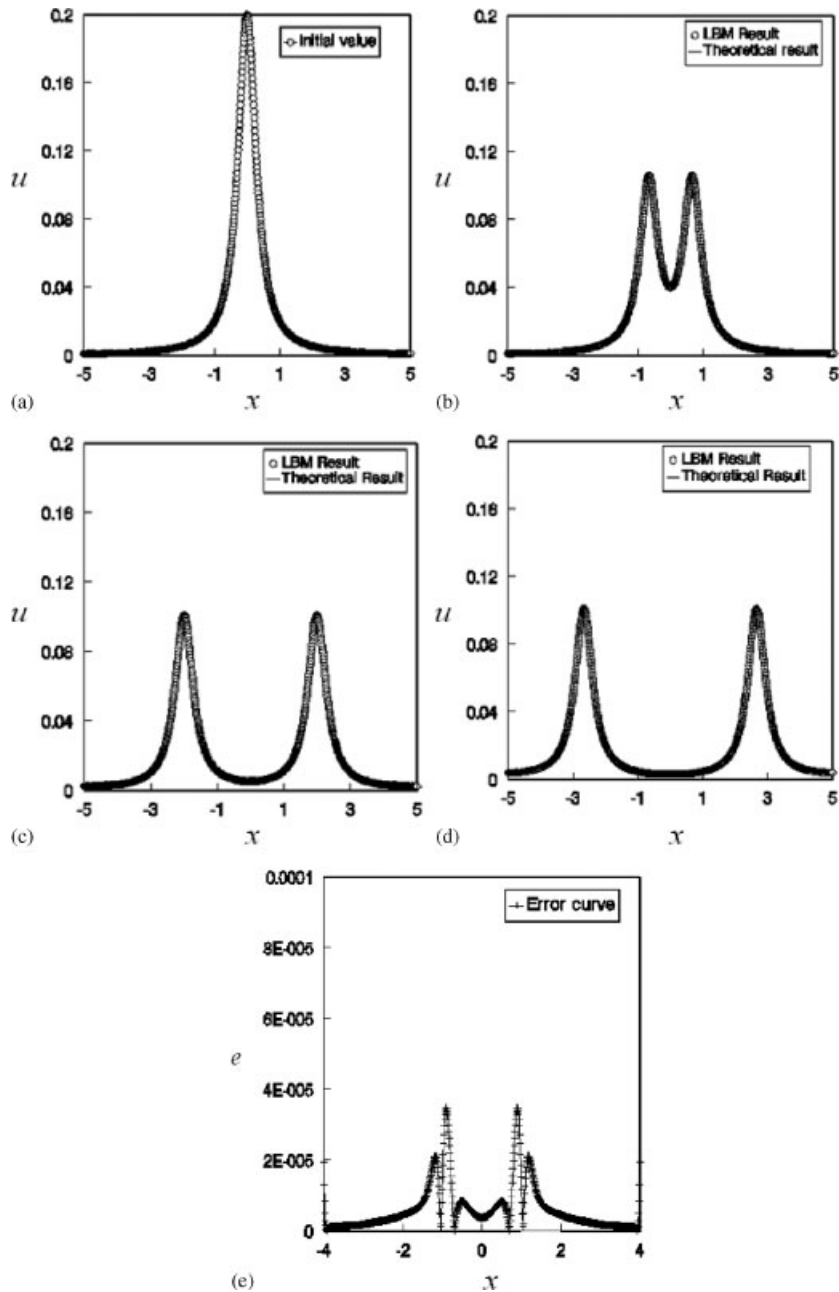 0.2
Initial value
0.16
0.12
u
0.08
0.04
0
-5 -3 -1 1 3 5
(a)
x
0.2
LBM Result
Theoretical result
0.16
0.12
u
0.08
0.04
0
-5 -3 -1 1 3 5
(b)
x
0.2
LBM Result
Theoretical Result
0.16
0.12
u
0.08
0.04
0
-5 -3 -1 1 3 5
(c)
x
0.2
LBM Result
Theoretical Result
0.16
0.12
u
0.08
0.04
0
-5 -3 -1 1 3 5
(d)
x
0.0001
Error curve
8E-005
6E-005
e
4E-005
2E-005
0
-4 -2 0 2 4
(e)
x